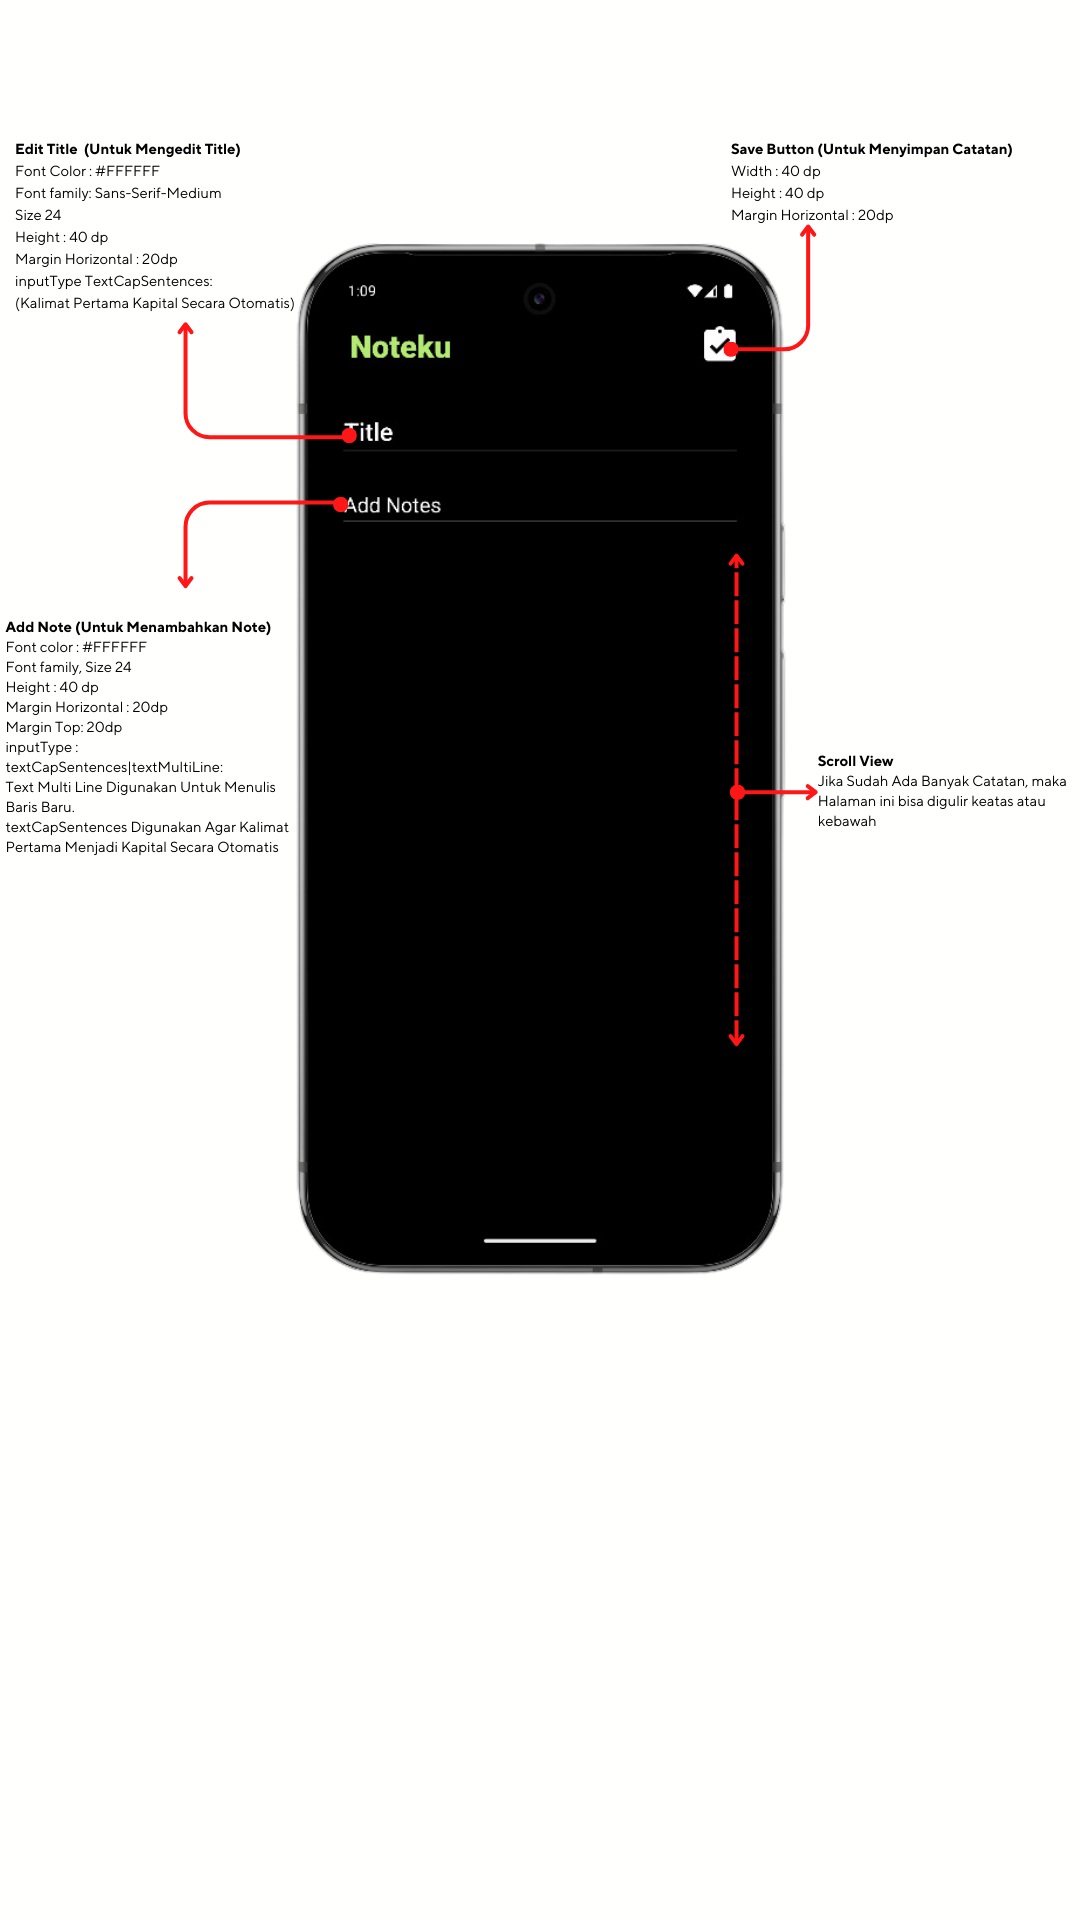 Edit Title  (Untuk Mengedit Title)
Font Color : #FFFFFF
Font family: Sans-Serif-Medium
Size 24
Height : 40 dp
Margin Horizontal : 20dp
inputType TextCapSentences:
(Kalimat Pertama Kapital Secara Otomatis)
Save Button (Untuk Menyimpan Catatan)
Width : 40 dp
Height : 40 dp
Margin Horizontal : 20dp
1:09
Noteku
Title
Add Notes
Add Note (Untuk Menambahkan Note)
Font color : #FFFFFF
Font family, Size 24
Height : 40 dp
Margin Horizontal : 20dp
Margin Top: 20dp
inputType :
textCapSentences|textMultiLine:
Text Multi Line Digunakan Untuk Menulis
Baris Baru.
textCapSentences Digunakan Agar Kalimat
Pertama Menjadi Kapital Secara Otomatis
Scroll View
Jika Sudah Ada Banyak Catatan, maka
Halaman ini bisa digulir keatas atau
kebawah